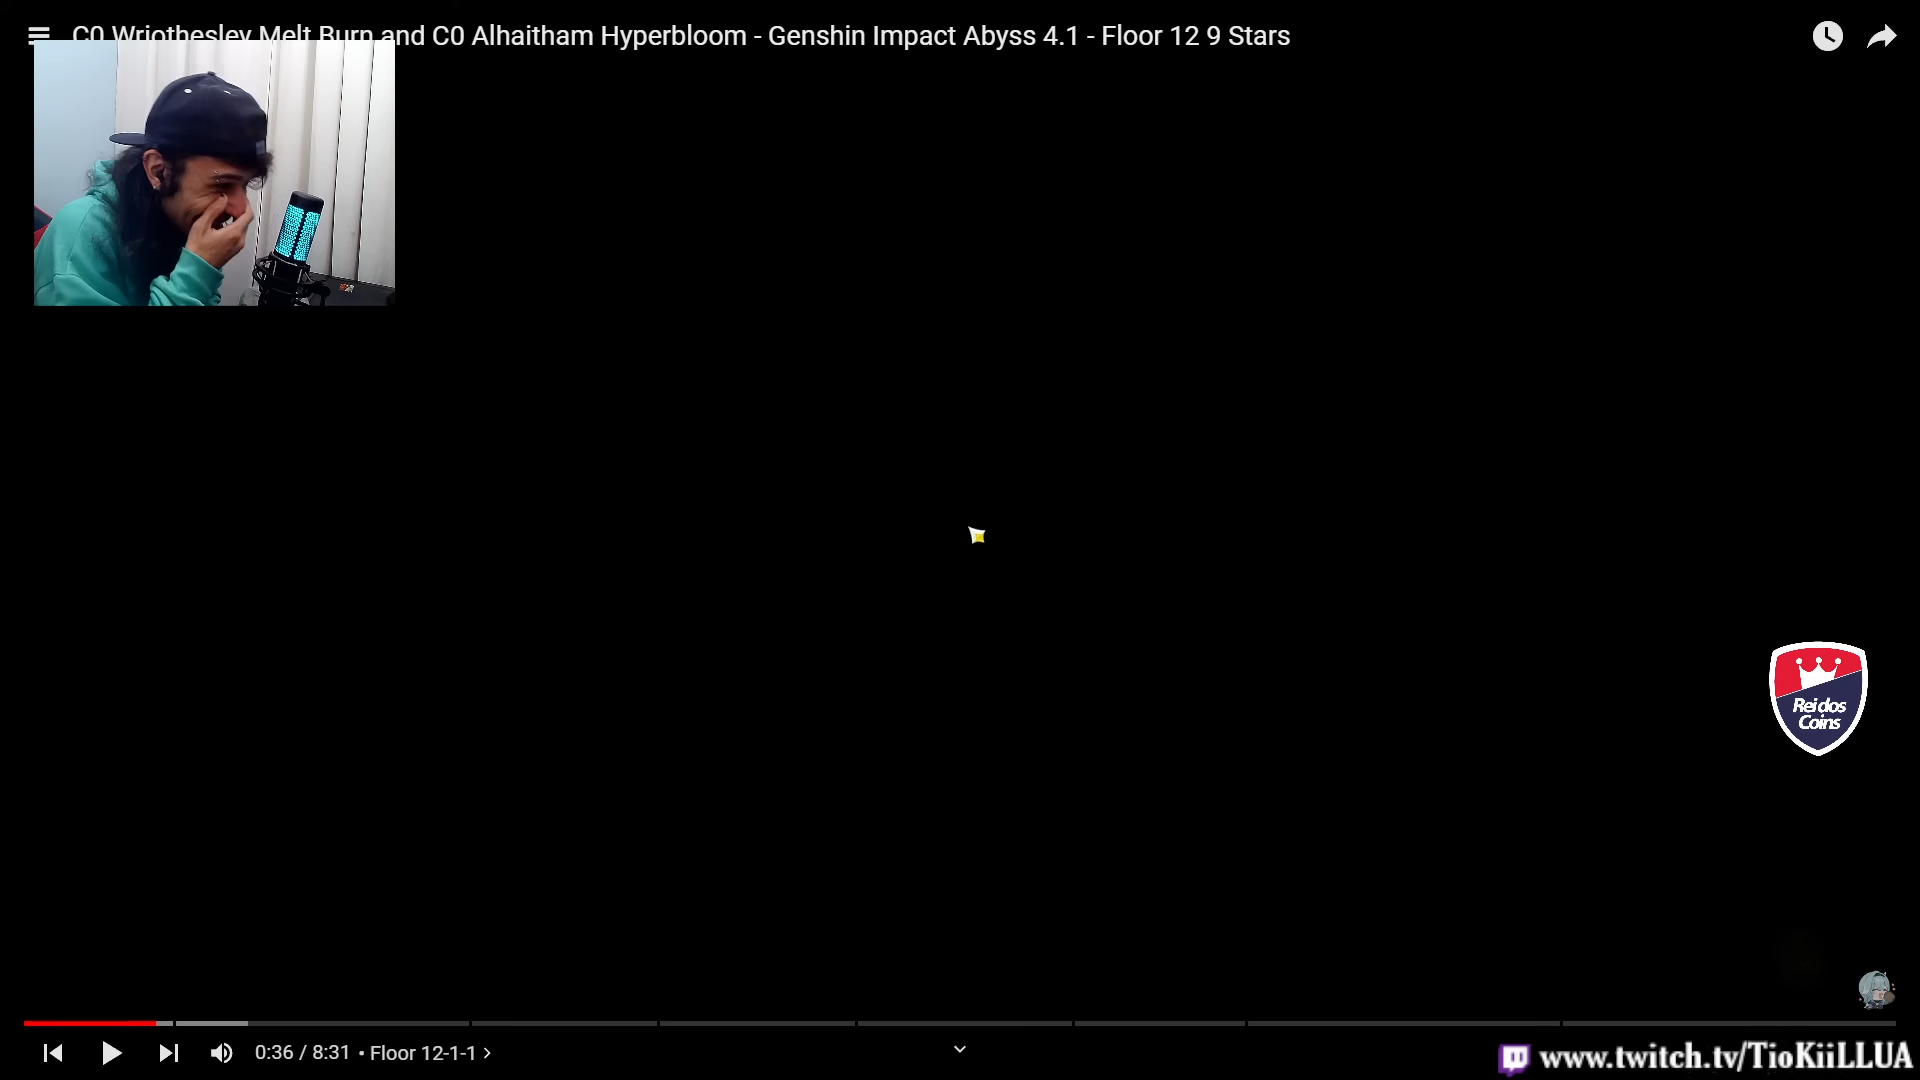 C0 Wriothesley Melt Burn and C0 Alhaitham Hyperbloom - Genshin Impact Abyss 4.1 - Floor 12 9 Stars
Rei dos
Coins
0:36 / 8:31 • Floor 12-1-1 >
www.twitch.tv/TioKiiLLUA